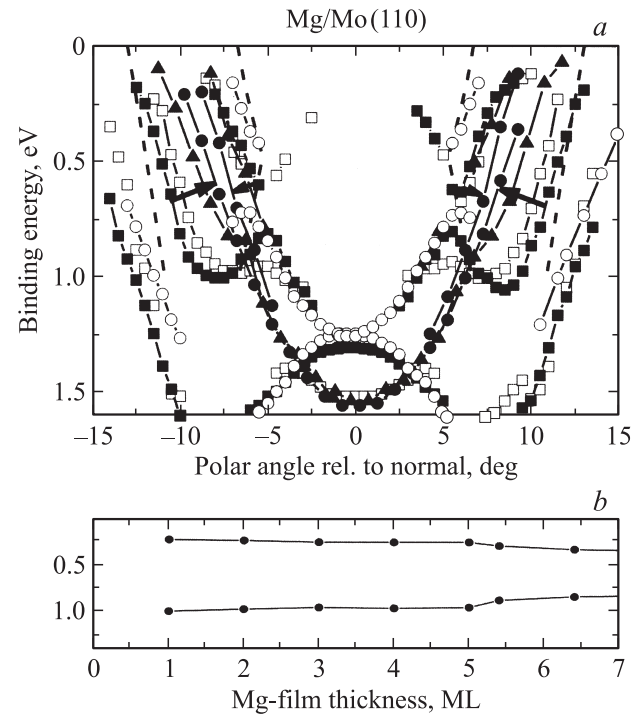 Mg/Mo (110)
a
0
0.5
1.0
1.5
Binding energy, eV
−15 −10 −5 0 5 10 15
Polar angle rel. to normal, deg
b
0.5
1.0
0 1 2 3 4 5 6 7
Mg-film thickness, ML